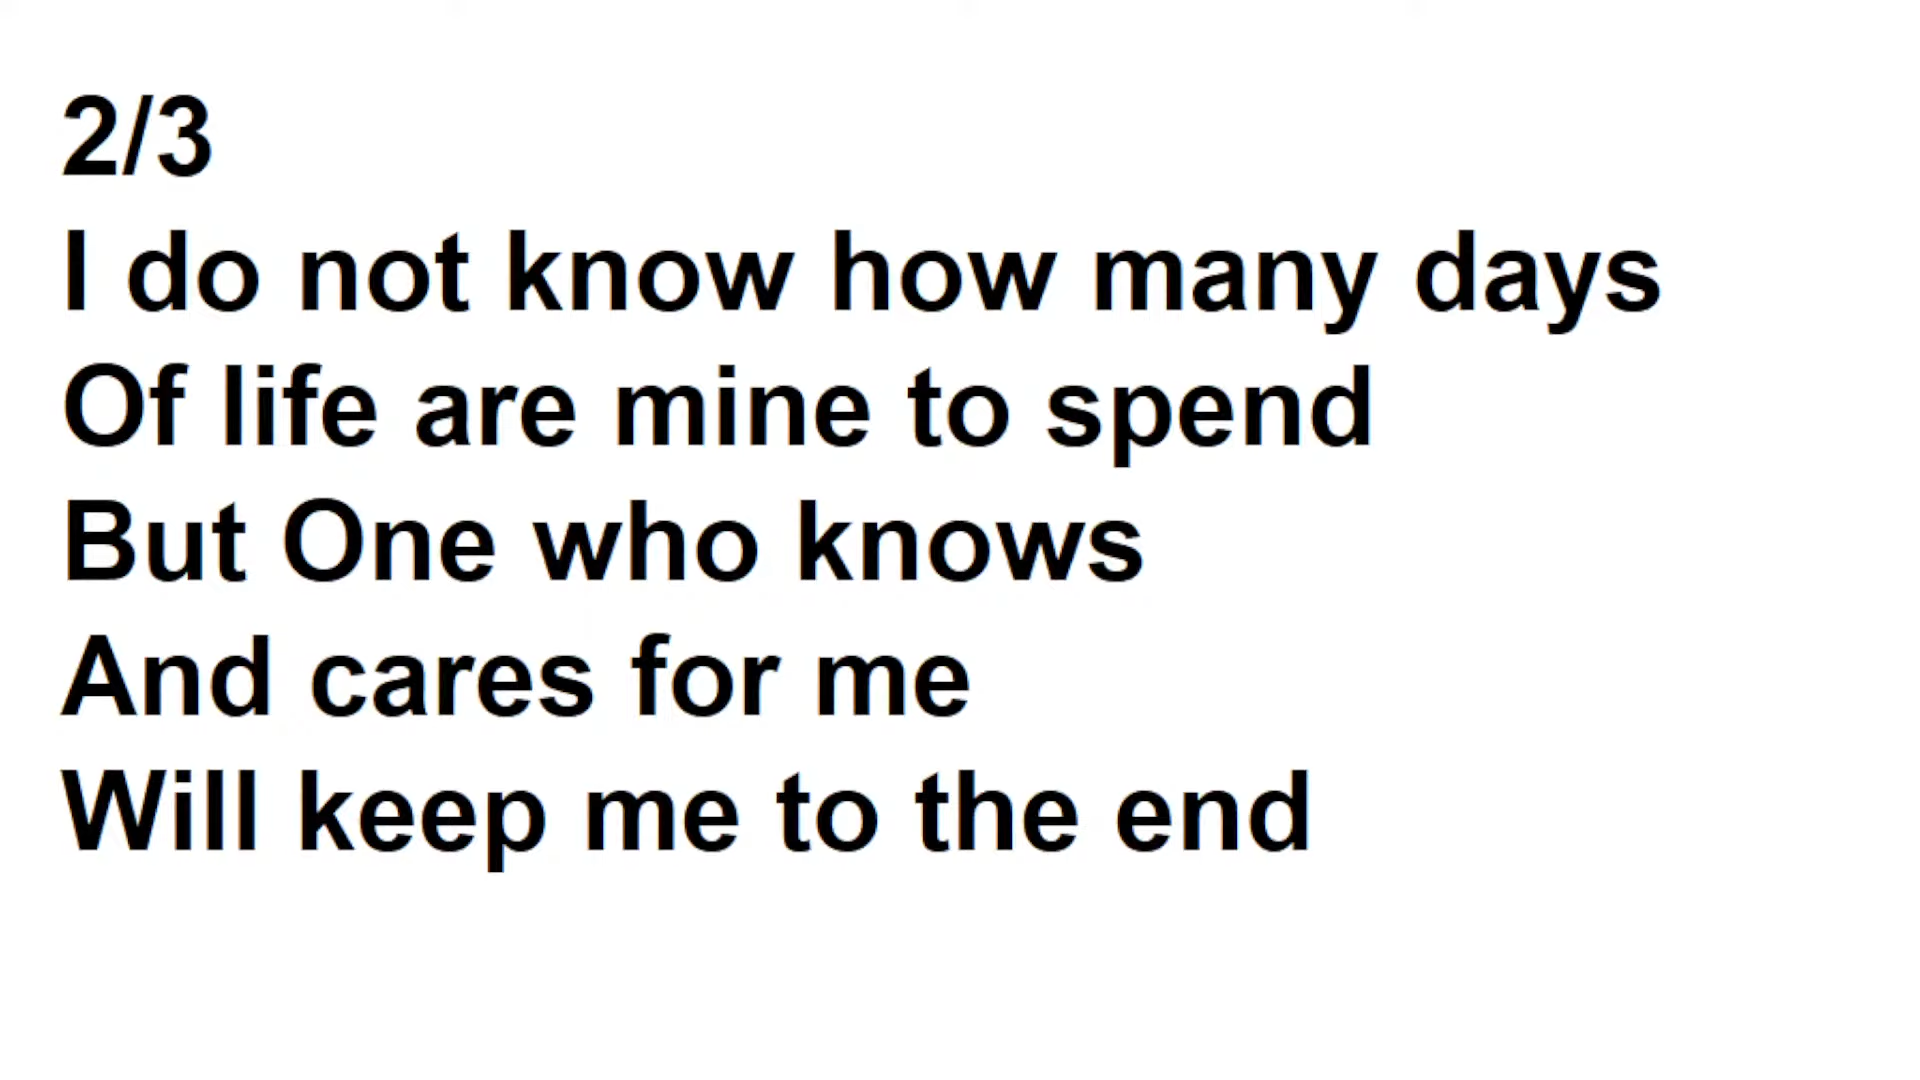 2/3
I do not know how many days
Of life are mine to spend
But One who knows
And cares for me
Will keep me to the end